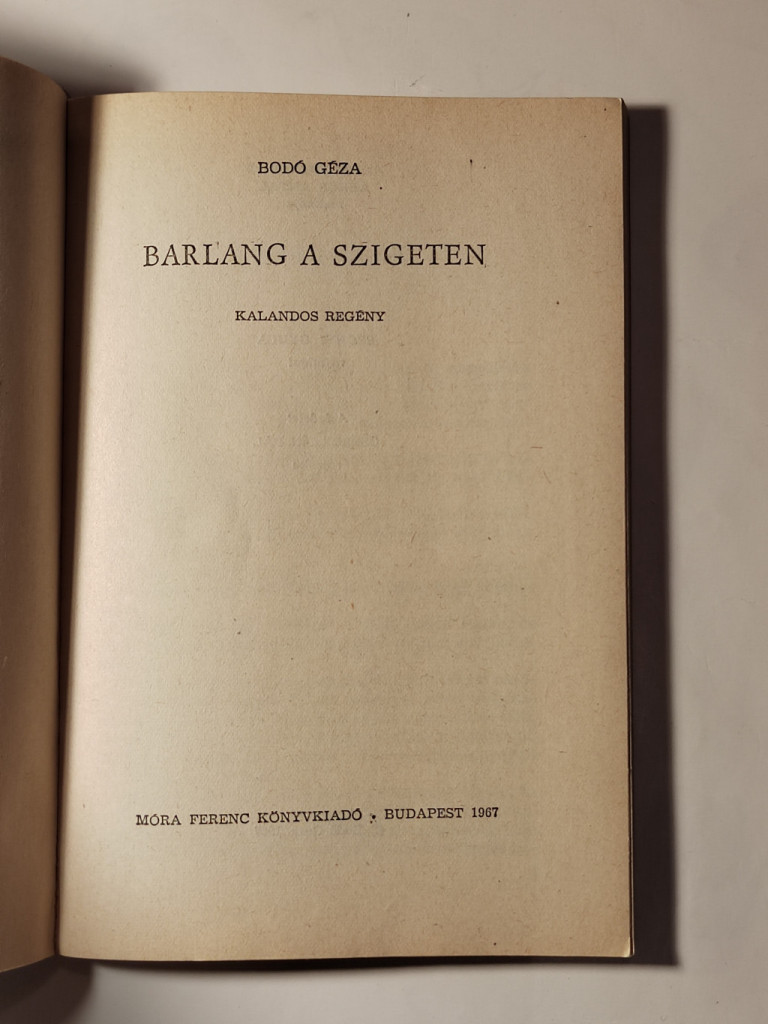 BODÓ GÉZA
BARLANG A SZIGETEN
KALANDOS REGÉNY
MÓRA FERENC KÖNYVKIADÓ • BUDAPEST 1967